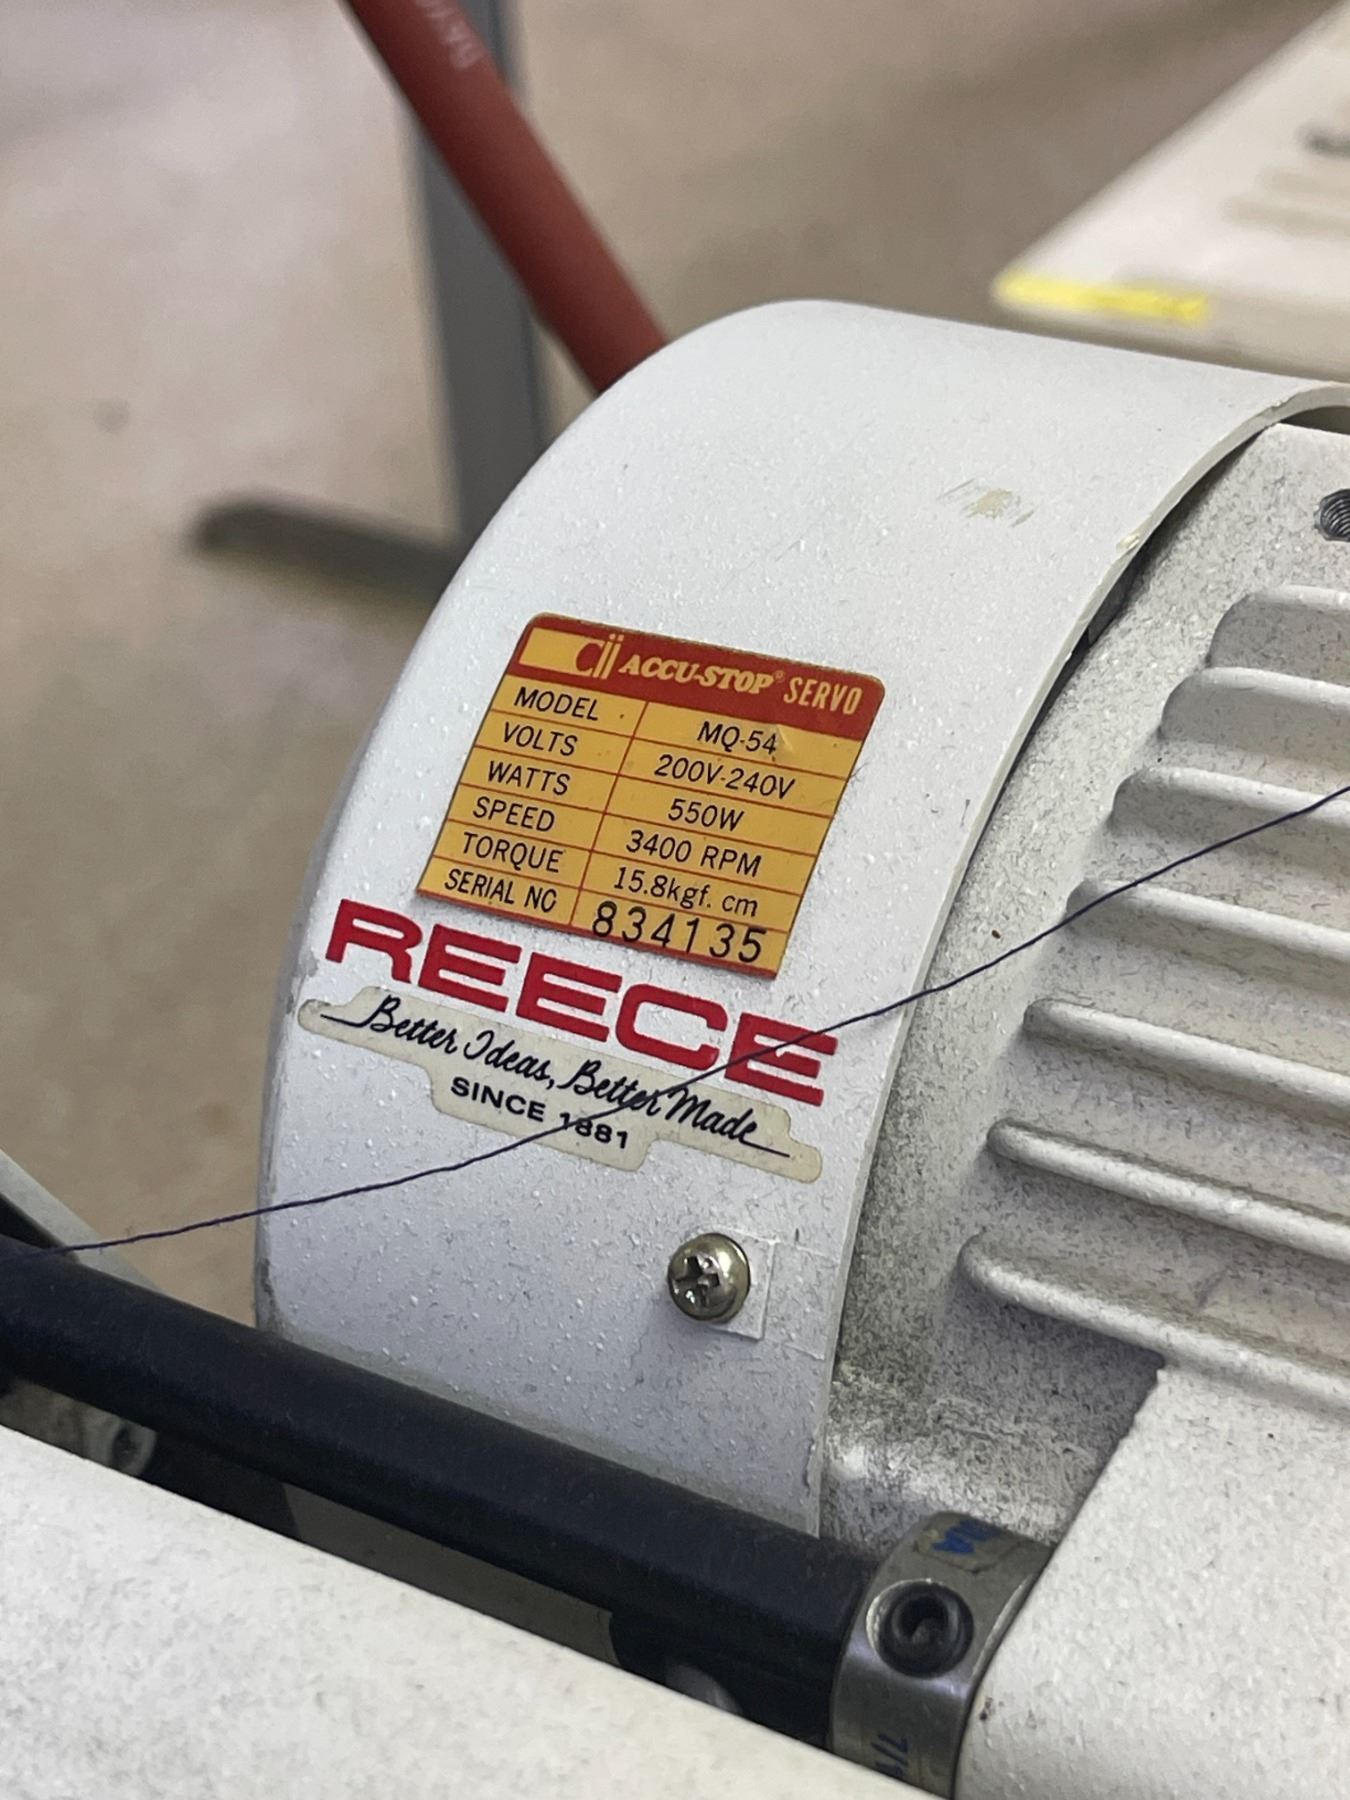 Cii ACCU-STOP® SERVO
MODEL MQ-54
VOLTS 200V-240V
WATTS 550W
SPEED 3400 RPM
TORQUE 15.8kgf. cm
SERIAL NO 834135
REECE
Better Ideas, Better Made
SINCE 1881